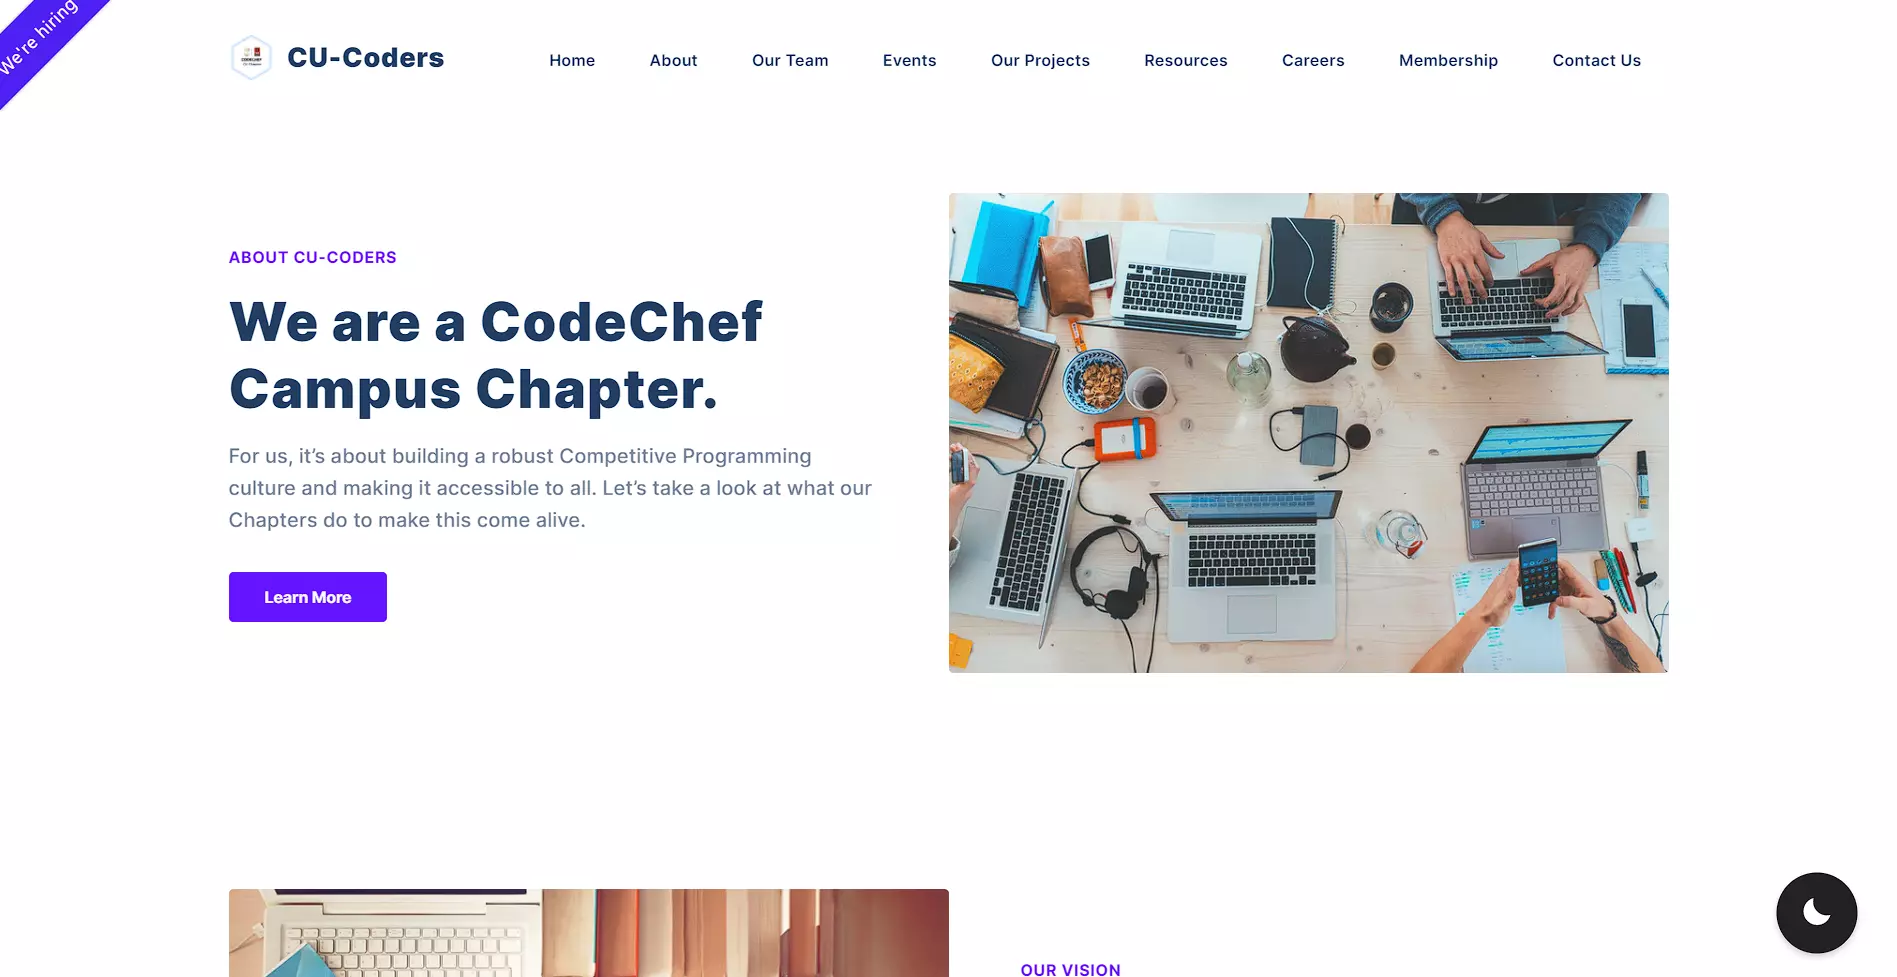 We're hiring
CODECHEF
CU-Coders
Home
About
Our Team
Events
Our Projects
Resources
Careers
Membership
Contact Us
ABOUT CU-CODERS
We are a CodeChef
Campus Chapter.
For us, it’s about building a robust Competitive Programming
culture and making it accessible to all. Let’s take a look at what our
Chapters do to make this come alive.
Learn More
OUR VISION